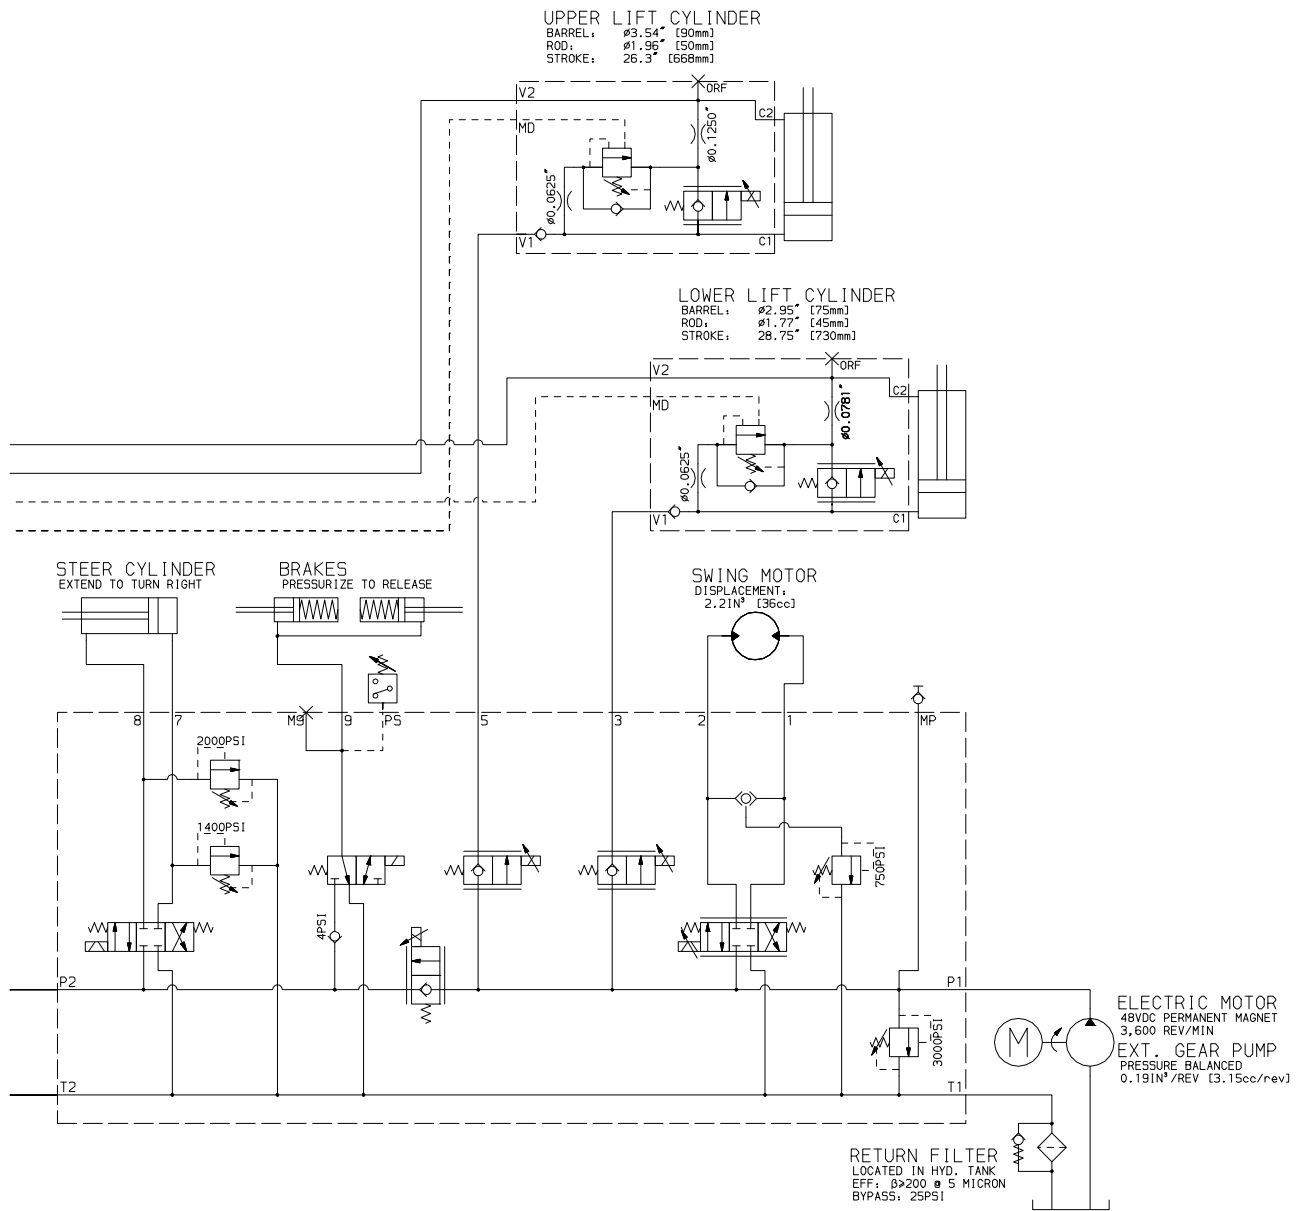 UPPER LIFT CYLINDER
BARREL: ø3.54" [90mm]
ROD: ø1.96" [50mm]
STROKE: 26.3" [668mm]
ORF
V2
C2
MD
ø0.1250"
ø0.0625"
V1
C1
LOWER LIFT CYLINDER
BARREL: ø2.95" [75mm]
ROD: ø1.77" [45mm]
STROKE: 28.75" [730mm]
ORF
V2
C2
MD
ø0.0781"
ø0.0625"
V1
C1
STEER CYLINDER
EXTEND TO TURN RIGHT
BRAKES
PRESSURIZE TO RELEASE
SWING MOTOR
DISPLACEMENT:
2.2IN³ [36cc]
8 7 M9 9 PS 5 3 2 1 MP
2000PSI
1400PSI
750PSI
4PSI
P2
P1
3000PSI
M
ELECTRIC MOTOR
48VDC PERMANENT MAGNET
3,600 REV/MIN
EXT. GEAR PUMP
PRESSURE BALANCED
0.19IN³/REV [3.15cc/rev]
T2
T1
RETURN FILTER
LOCATED IN HYD. TANK
EFF: β≥200 @ 5 MICRON
BYPASS: 25PSI